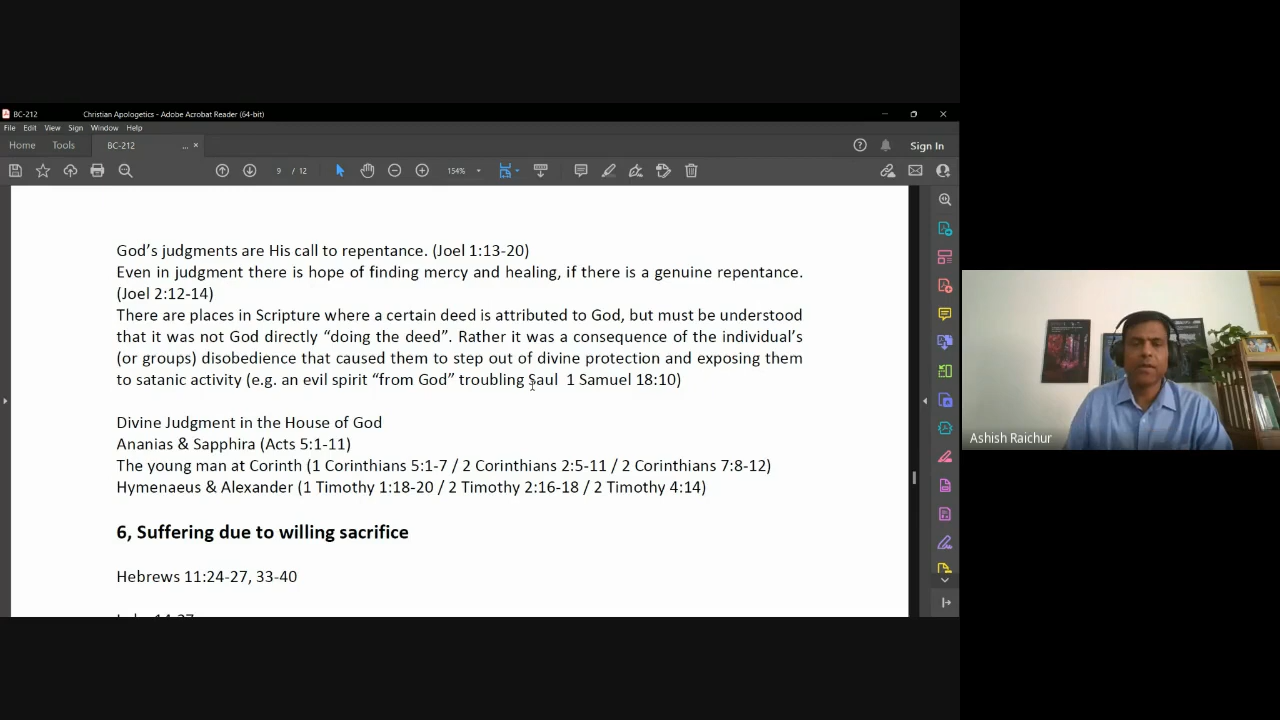 BC-212 Christian Apologetics - Adobe Acrobat Reader (64-bit)
File Edit View Sign Window Help
Home Tools BC-212 ... × Sign In
9 / 12 154%
God’s judgments are His call to repentance. (Joel 1:13-20)
Even in judgment there is hope of finding mercy and healing, if there is a genuine repentance.
(Joel 2:12-14)
There are places in Scripture where a certain deed is attributed to God, but must be understood
that it was not God directly “doing the deed”. Rather it was a consequence of the individual’s
(or groups) disobedience that caused them to step out of divine protection and exposing them
to satanic activity (e.g. an evil spirit “from God” troubling Saul 1 Samuel 18:10)
Divine Judgment in the House of God
Ananias & Sapphira (Acts 5:1-11)
The young man at Corinth (1 Corinthians 5:1-7 / 2 Corinthians 2:5-11 / 2 Corinthians 7:8-12)
Hymenaeus & Alexander (1 Timothy 1:18-20 / 2 Timothy 2:16-18 / 2 Timothy 4:14)
6, Suffering due to willing sacrifice
Hebrews 11:24-27, 33-40
Ashish Raichur